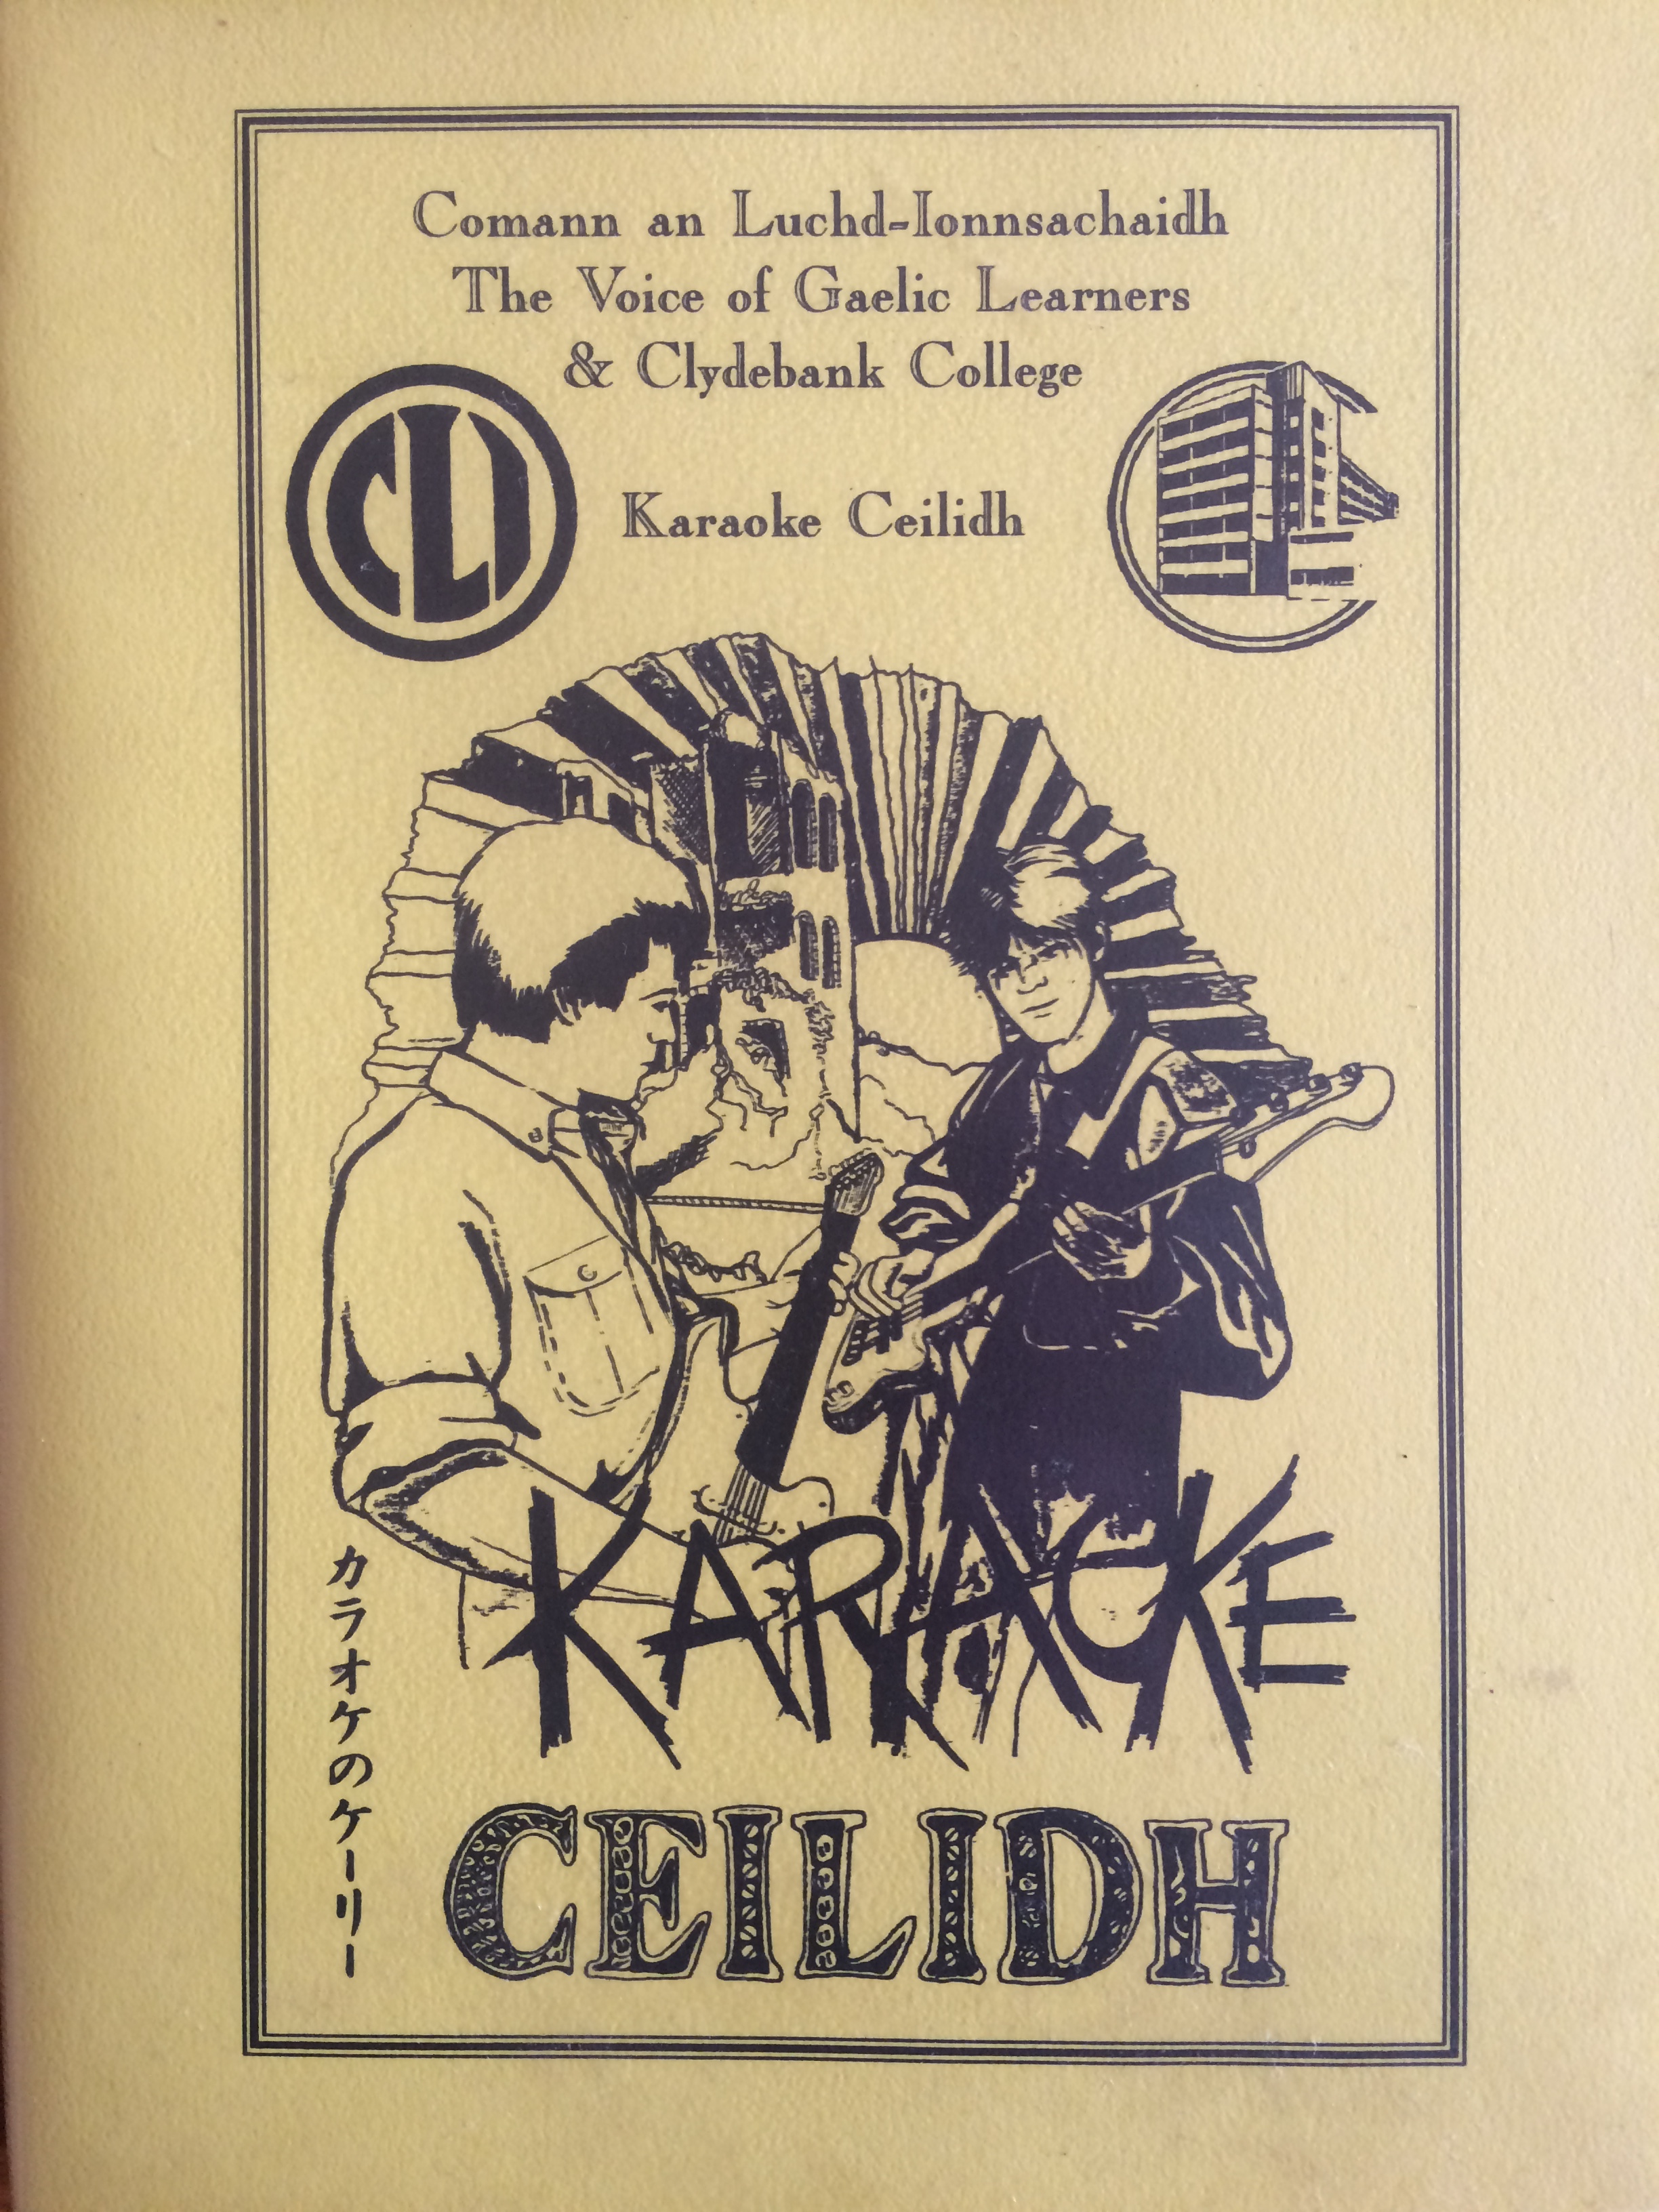 Comann an Luchd-Ionnsachaidh
The Voice of Gaelic Learners
& Clydebank College
CLI
Karaoke Ceilidh
KARAOKE
カラオケのケーリー
CEILIDH